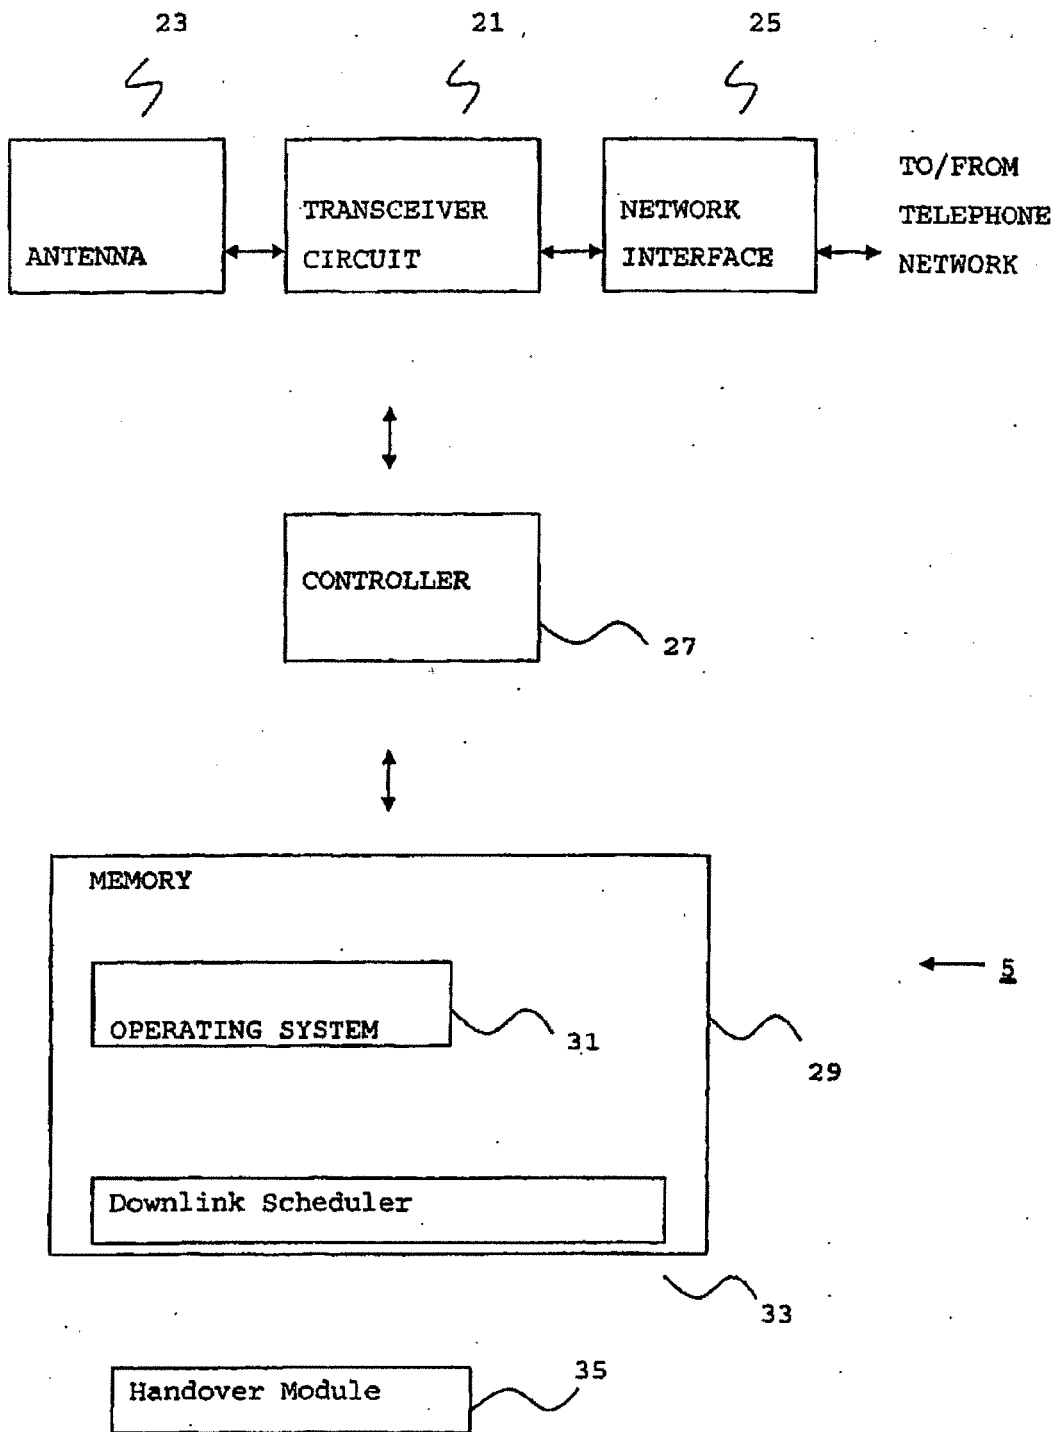 23
21
25
ANTENNA
TRANSCEIVER
CIRCUIT
NETWORK
INTERFACE
TO/FROM
TELEPHONE
NETWORK
CONTROLLER
27
MEMORY
OPERATING SYSTEM
31
29
5
Downlink Scheduler
33
Handover Module
35